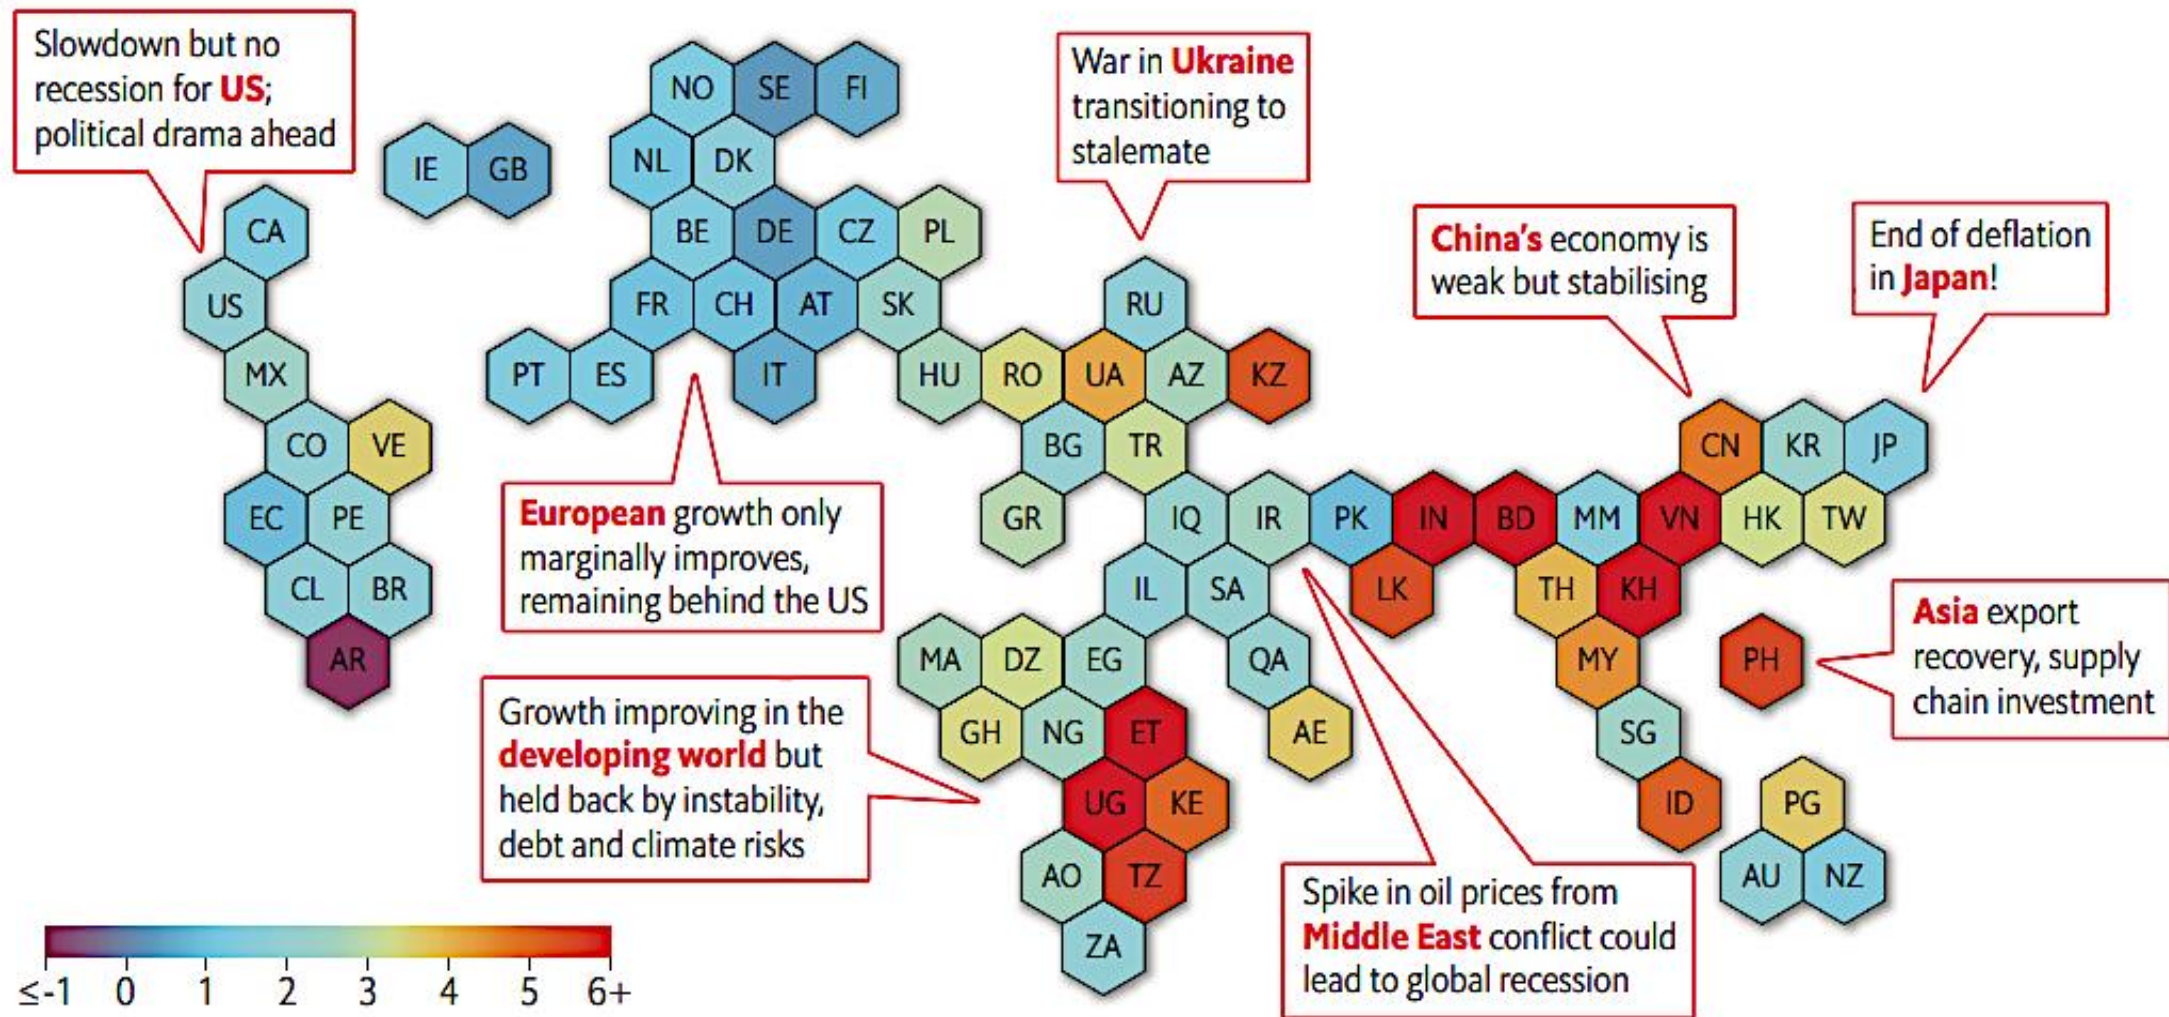 Slowdown but no
recession for US;
political drama ahead
War in Ukraine
transitioning to
stalemate
China's economy is
weak but stabilising
End of deflation
in Japan!
European growth only
marginally improves,
remaining behind the US
Growth improving in the
developing world but
held back by instability,
debt and climate risks
Asia export
recovery, supply
chain investment
Spike in oil prices from
Middle East conflict could
lead to global recession
NO SE FI
IE GB NL DK
CA BE DE CZ PL
US FR CH AT SK RU
MX PT ES IT HU RO UA AZ KZ
CO VE BG TR CN KR JP
EC PE GR IQ IR PK IN BD MM VN HK TW
CL BR IL SA LK TH KH
AR MA DZ EG QA MY PH
GH NG ET AE SG
UG KE ID PG
AO TZ AU NZ
ZA
≤-1 0 1 2 3 4 5 6+